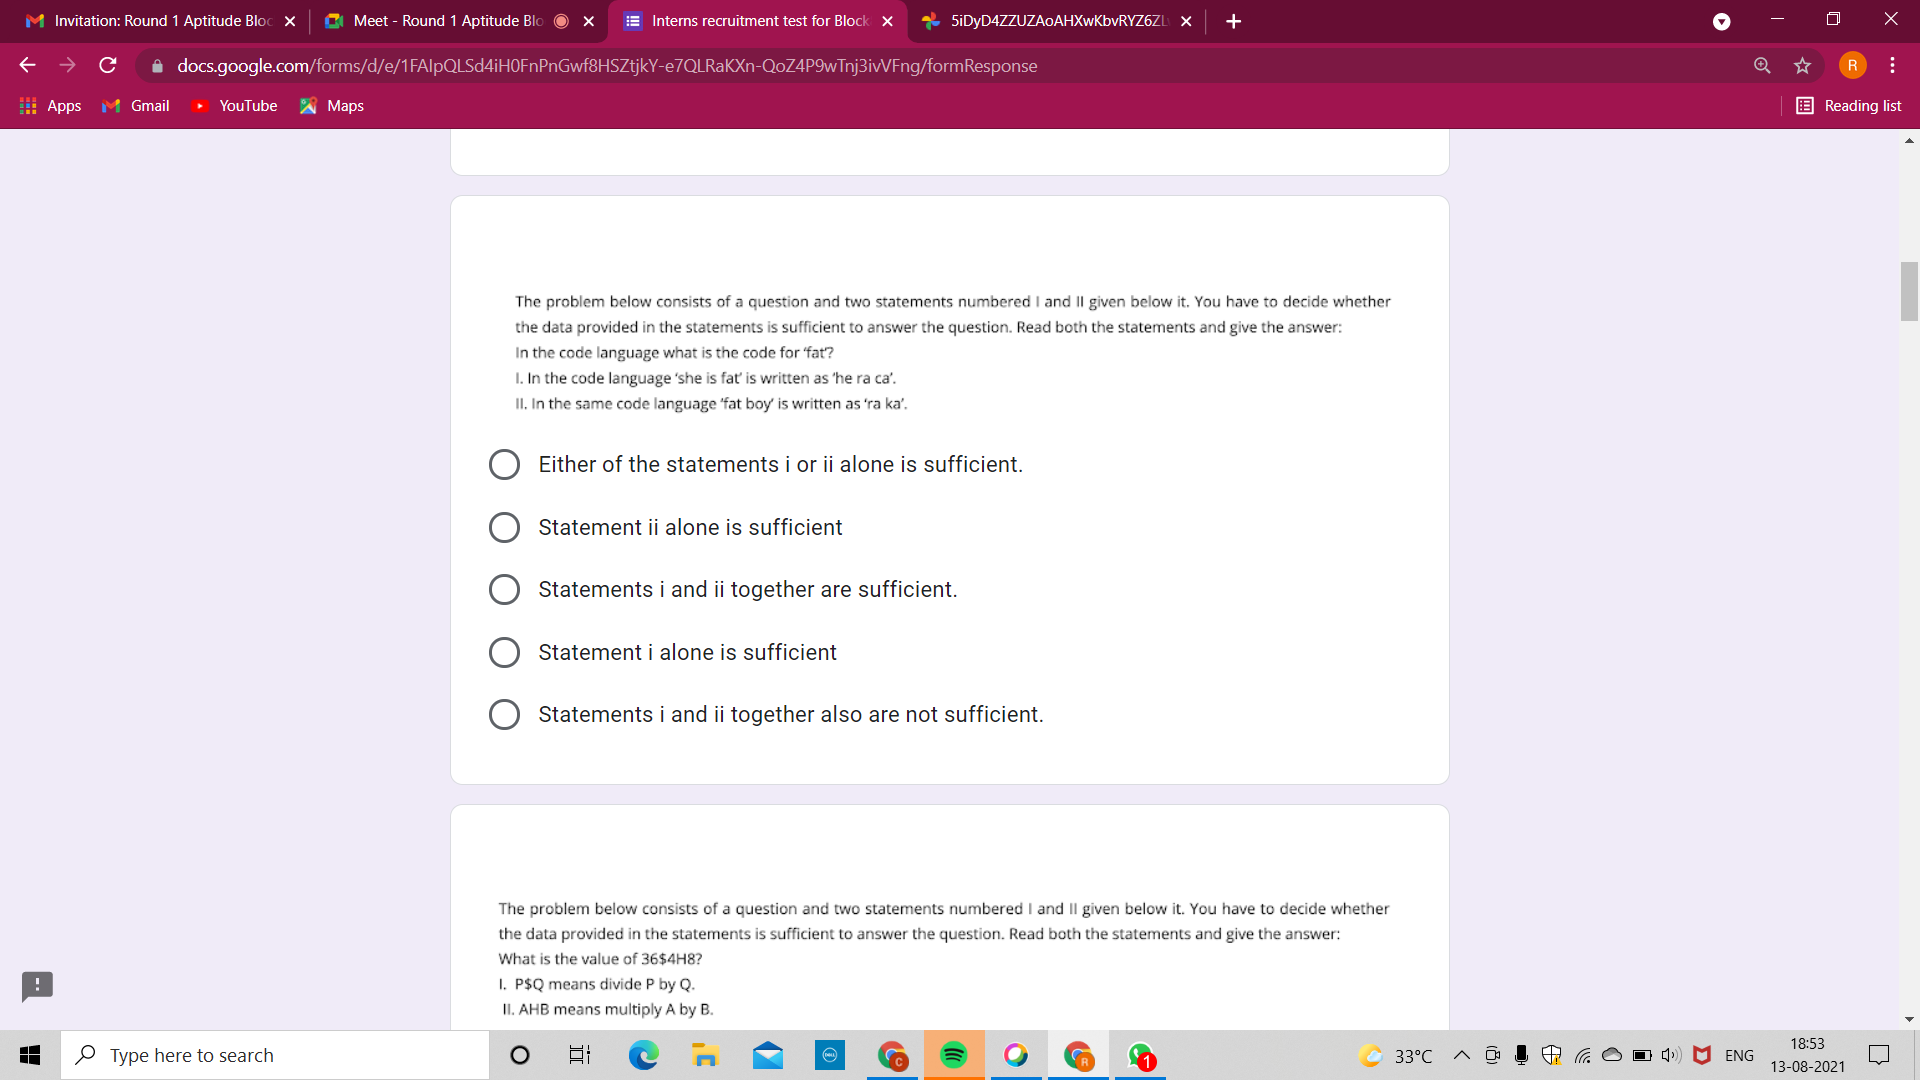 Invitation: Round 1 Aptitude Bloc
Meet - Round 1 Aptitude Blo
Interns recruitment test for Block
5iDyD4ZZUZAoAHXwKbvRYZ6ZL
docs.google.com/forms/d/e/1FAIpQLSd4iH0FnPnGwf8HSZtjkY-e7QLRaKXn-QoZ4P9wTnj3ivVFng/formResponse
R
Apps
Gmail
YouTube
Maps
Reading list
The problem below consists of a question and two statements numbered I and II given below it. You have to decide whether
the data provided in the statements is sufficient to answer the question. Read both the statements and give the answer:
In the code language what is the code for 'fat'?
I. In the code language 'she is fat' is written as 'he ra ca'.
II. In the same code language 'fat boy' is written as 'ra ka'.
Either of the statements i or ii alone is sufficient.
Statement ii alone is sufficient
Statements i and ii together are sufficient.
Statement i alone is sufficient
Statements i and ii together also are not sufficient.
The problem below consists of a question and two statements numbered I and II given below it. You have to decide whether
the data provided in the statements is sufficient to answer the question. Read both the statements and give the answer:
What is the value of 36$4H8?
I. P$Q means divide P by Q.
II. AHB means multiply A by B.
Type here to search
DELL
C
R
1
33°C
ENG
18:53
13-08-2021